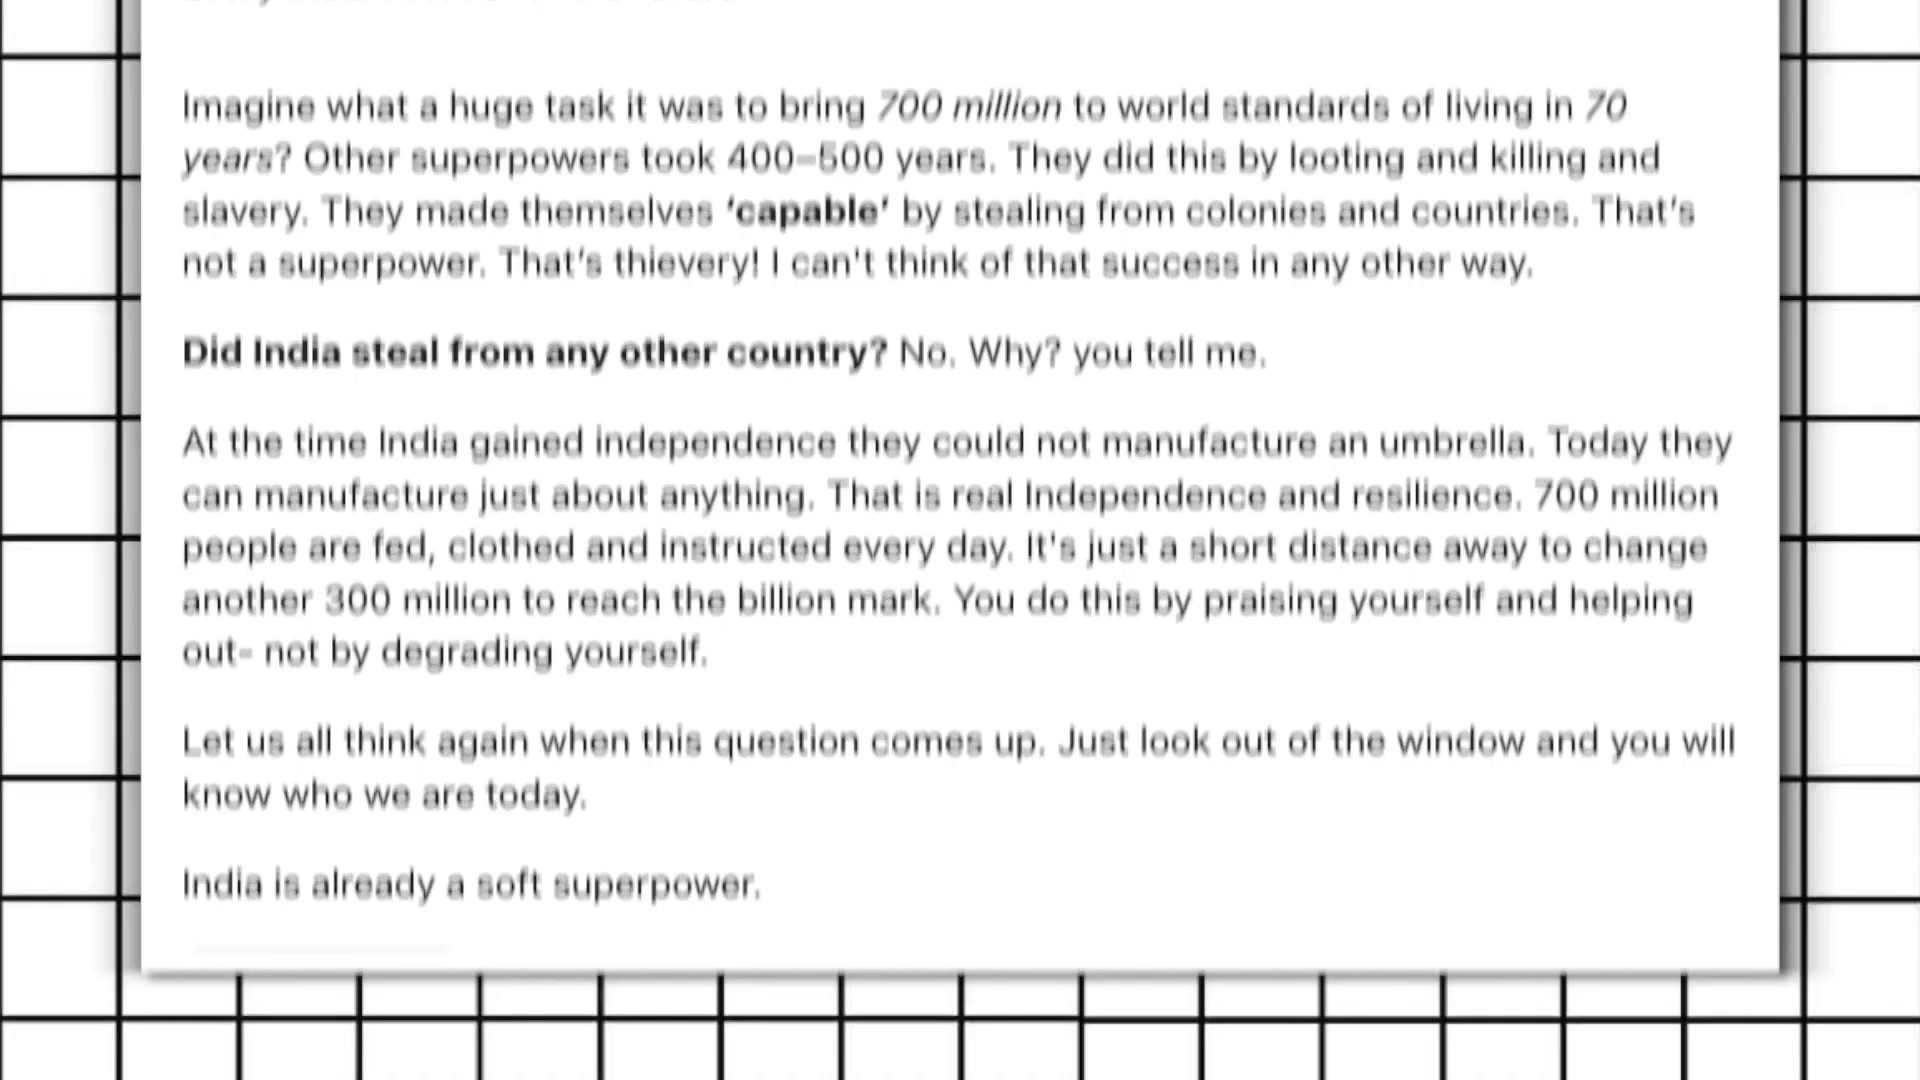 Imagine what a huge task it was to bring 700 million to world standards of living in 70
years? Other superpowers took 400–500 years. They did this by looting and killing and
slavery. They made themselves ‘capable’ by stealing from colonies and countries. That’s
not a superpower. That’s thievery! I can't think of that success in any other way.
Did India steal from any other country? No. Why? you tell me.
At the time India gained independence they could not manufacture an umbrella. Today they
can manufacture just about anything. That is real Independence and resilience. 700 million
people are fed, clothed and instructed every day. It's just a short distance away to change
another 300 million to reach the billion mark. You do this by praising yourself and helping
out- not by degrading yourself.
Let us all think again when this question comes up. Just look out of the window and you will
know who we are today.
India is already a soft superpower.